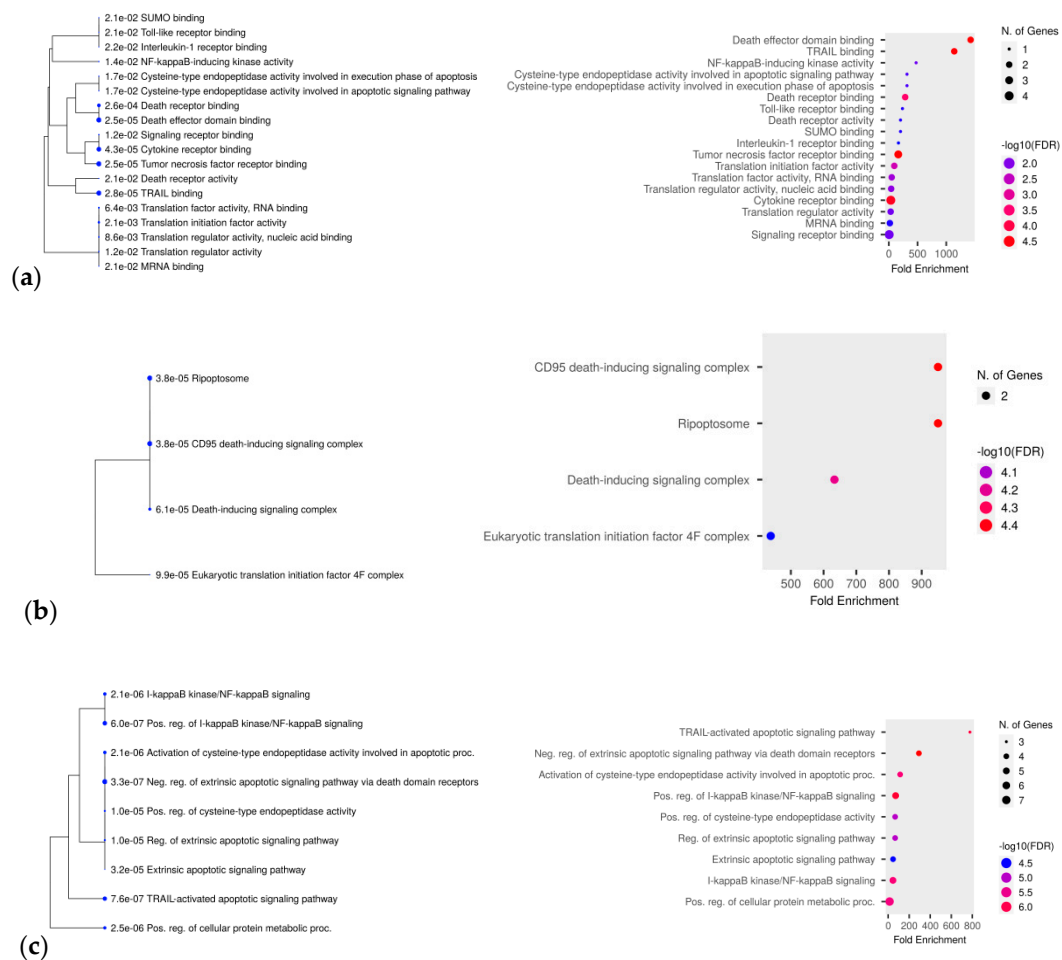 2.1e-02 SUMO binding
2.1e-02 Toll-like receptor binding
2.2e-02 Interleukin-1 receptor binding
1.4e-02 NF-kappaB-inducing kinase activity
1.7e-02 Cysteine-type endopeptidase activity involved in execution phase of apoptosis
1.7e-02 Cysteine-type endopeptidase activity involved in apoptotic signaling pathway
2.6e-04 Death receptor binding
2.5e-05 Death effector domain binding
1.2e-02 Signaling receptor binding
4.3e-05 Cytokine receptor binding
2.5e-05 Tumor necrosis factor receptor binding
2.1e-02 Death receptor activity
2.8e-05 TRAIL binding
6.4e-03 Translation factor activity, RNA binding
2.1e-03 Translation initiation factor activity
8.6e-03 Translation regulator activity, nucleic acid binding
1.2e-02 Translation regulator activity
2.1e-02 MRNA binding
(a)
Death effector domain binding
TRAIL binding
NF-kappaB-inducing kinase activity
Cysteine-type endopeptidase activity involved in apoptotic signaling pathway
Cysteine-type endopeptidase activity involved in execution phase of apoptosis
Death receptor binding
Toll-like receptor binding
Death receptor activity
SUMO binding
Interleukin-1 receptor binding
Tumor necrosis factor receptor binding
Translation initiation factor activity
Translation factor activity, RNA binding
Translation regulator activity, nucleic acid binding
Cytokine receptor binding
Translation regulator activity
MRNA binding
Signaling receptor binding
0 500 1000
Fold Enrichment
N. of Genes
1
2
3
4
-log10(FDR)
2.0
2.5
3.0
3.5
4.0
4.5
3.8e-05 Ripoptosome
3.8e-05 CD95 death-inducing signaling complex
6.1e-05 Death-inducing signaling complex
9.9e-05 Eukaryotic translation initiation factor 4F complex
(b)
CD95 death-inducing signaling complex
Ripoptosome
Death-inducing signaling complex
Eukaryotic translation initiation factor 4F complex
500 600 700 800 900
Fold Enrichment
N. of Genes
2
-log10(FDR)
4.1
4.2
4.3
4.4
2.1e-06 I-kappaB kinase/NF-kappaB signaling
6.0e-07 Pos. reg. of I-kappaB kinase/NF-kappaB signaling
2.1e-06 Activation of cysteine-type endopeptidase activity involved in apoptotic proc.
3.3e-07 Neg. reg. of extrinsic apoptotic signaling pathway via death domain receptors
1.0e-05 Pos. reg. of cysteine-type endopeptidase activity
1.0e-05 Reg. of extrinsic apoptotic signaling pathway
3.2e-05 Extrinsic apoptotic signaling pathway
7.6e-07 TRAIL-activated apoptotic signaling pathway
2.5e-06 Pos. reg. of cellular protein metabolic proc.
(c)
TRAIL-activated apoptotic signaling pathway
Neg. reg. of extrinsic apoptotic signaling pathway via death domain receptors
Activation of cysteine-type endopeptidase activity involved in apoptotic proc.
Pos. reg. of I-kappaB kinase/NF-kappaB signaling
Pos. reg. of cysteine-type endopeptidase activity
Reg. of extrinsic apoptotic signaling pathway
Extrinsic apoptotic signaling pathway
I-kappaB kinase/NF-kappaB signaling
Pos. reg. of cellular protein metabolic proc.
0 200 400 600 800
Fold Enrichment
N. of Genes
3
4
5
6
7
-log10(FDR)
4.5
5.0
5.5
6.0